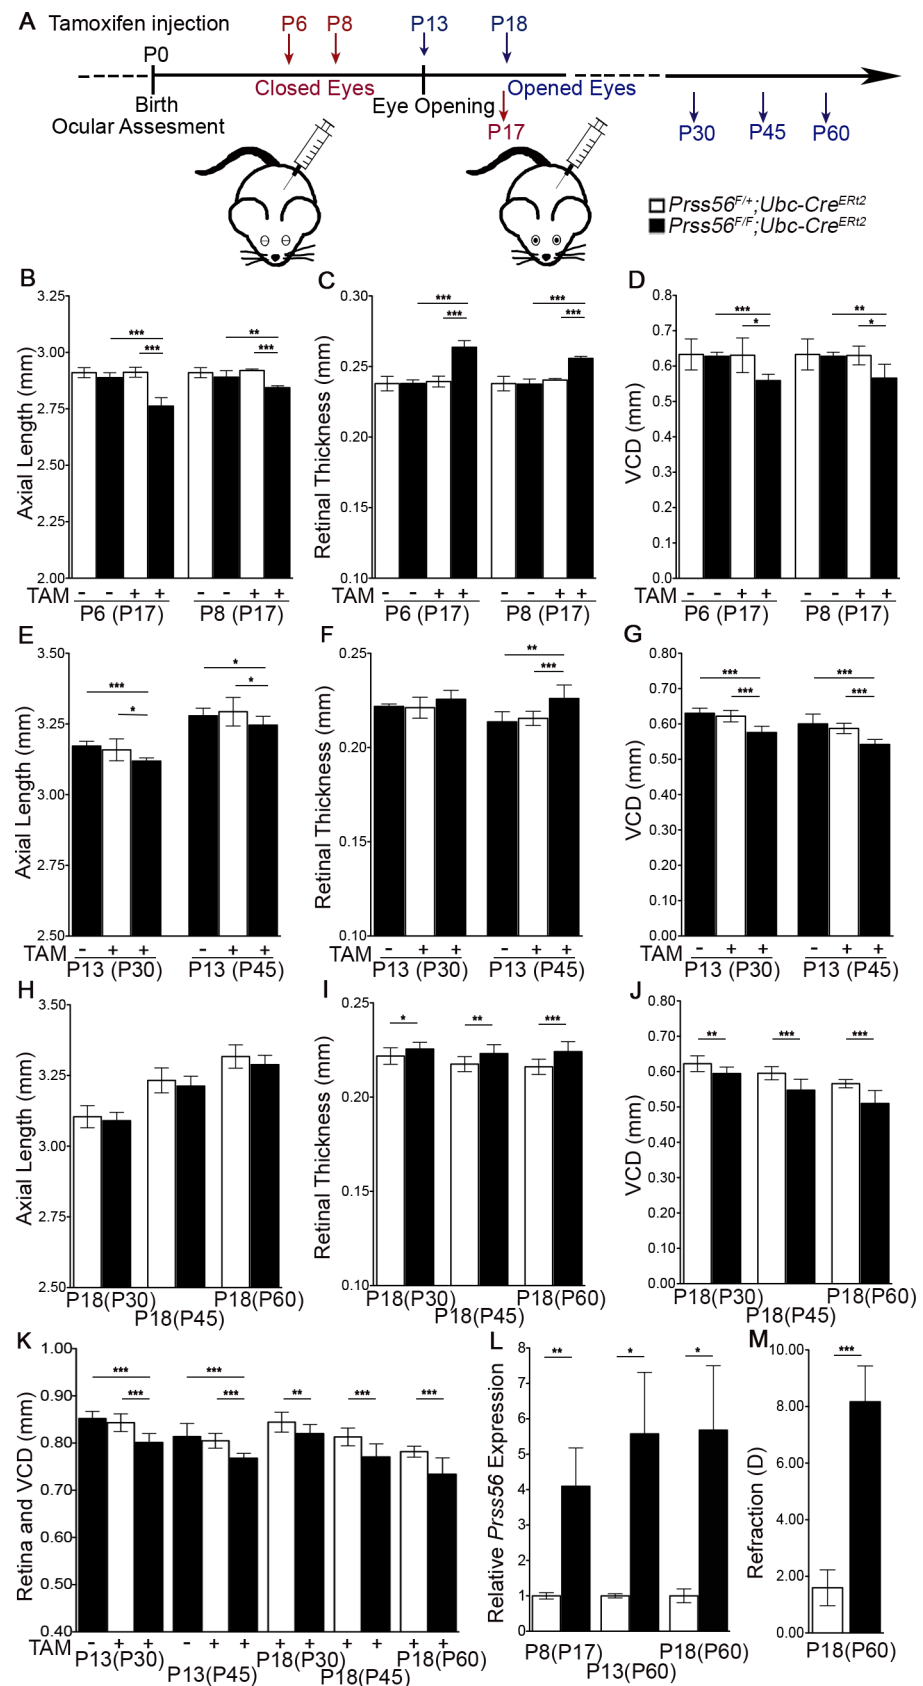 A
Tamoxifen injection
P6 P8 P13 P18
P0
Closed Eyes
Opened Eyes
Birth
Eye Opening
Ocular Assesment
P17
P30 P45 P60
Prss56F/+;Ubc-CreERt2
Prss56F/F;Ubc-CreERt2
B
Axial Length (mm)
3.25
3.00
2.75
2.50
2.25
2.00
*** *** ** ***
TAM - - + + - - + +
P6 (P17) P8 (P17)
C
Retinal Thickness (mm)
0.30
0.25
0.20
0.15
0.10
*** *** *** ***
TAM - - + + - - + +
P6 (P17) P8 (P17)
D
VCD (mm)
0.8
0.7
0.6
0.5
0.4
0.3
0.2
0.1
0.0
*** * ** *
TAM - - + + - - + +
P6 (P17) P8 (P17)
E
Axial Length (mm)
3.50
3.25
3.00
2.75
2.50
*** * * *
TAM - + + - + +
P13 (P30) P13 (P45)
F
Retinal Thickness (mm)
0.25
0.20
0.15
0.10
** ***
TAM - + + - + +
P13 (P30) P13 (P45)
G
VCD (mm)
0.80
0.70
0.60
0.50
0.40
0.30
0.20
0.10
0.00
*** *** *** ***
TAM - + + - + +
P13 (P30) P13 (P45)
H
Axial Length (mm)
3.50
3.25
3.00
2.75
2.50
P18(P30) P18(P45) P18(P60)
I
Retinal Thickness (mm)
0.25
0.20
0.15
0.10
* ** ***
P18(P30) P18(P45) P18(P60)
J
VCD (mm)
0.80
0.70
0.60
0.50
0.40
0.30
0.20
0.10
0.00
** *** ***
P18(P30) P18(P45) P18(P60)
K
Retina and VCD (mm)
1.00
0.90
0.80
0.70
0.60
0.50
0.40
*** *** *** *** ** *** ***
TAM - + + - + + + + + + + +
P13(P30) P13(P45) P18(P30) P18(P45) P18(P60)
L
Relative Prss56 Expression
8
7
6
5
4
3
2
1
0
** * *
P8(P17) P13(P60) P18(P60)
M
Refraction (D)
10.00
8.00
6.00
4.00
2.00
0.00
***
P18(P60)